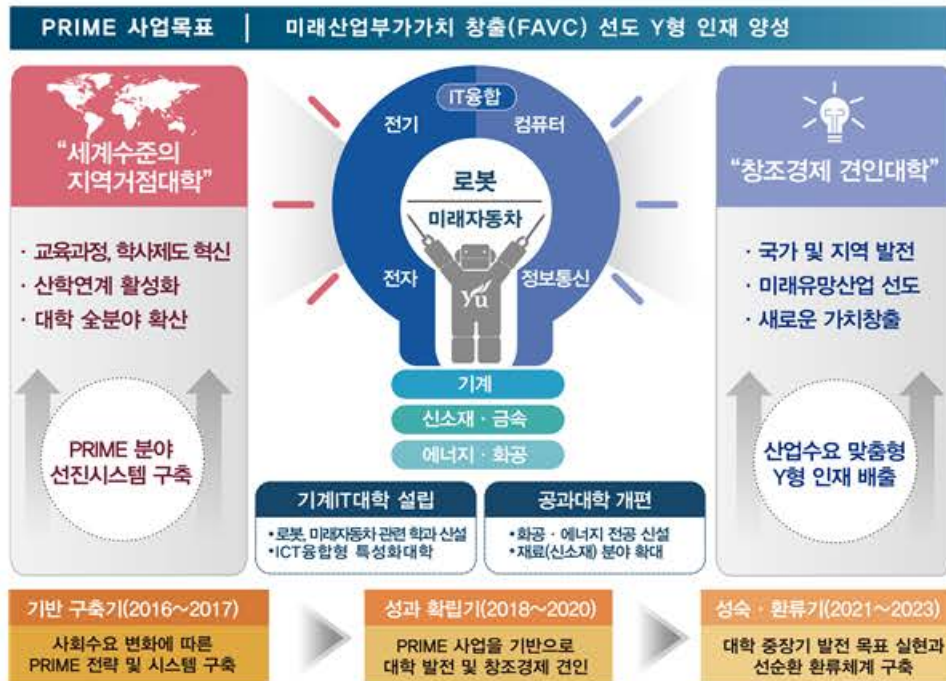 PRIME 사업목표 | 미래산업부가가치 창출(FAVC) 선도 Y형 인재 양성
“세계수준의
지역거점대학”
· 교육과정, 학사제도 혁신
· 산학연계 활성화
· 대학 全분야 확산
PRIME 분야
선진시스템 구축
IT융합
전기
컴퓨터
로봇
미래자동차
전자
정보통신
Yu
기계
신소재 · 금속
에너지 · 화공
기계IT대학 설립
•로봇, 미래자동차 관련 학과 신설
•ICT융합형 특성화대학
공과대학 개편
•화공 · 에너지 전공 신설
•재료(신소재) 분야 확대
“창조경제 견인대학”
· 국가 및 지역 발전
· 미래유망산업 선도
· 새로운 가치창출
산업수요 맞춤형
Y형 인재 배출
기반 구축기(2016~2017)
사회수요 변화에 따른
PRIME 전략 및 시스템 구축
성과 확립기(2018~2020)
PRIME 사업을 기반으로
대학 발전 및 창조경제 견인
성숙 · 환류기(2021~2023)
대학 중장기 발전 목표 실현과
선순환 환류체계 구축